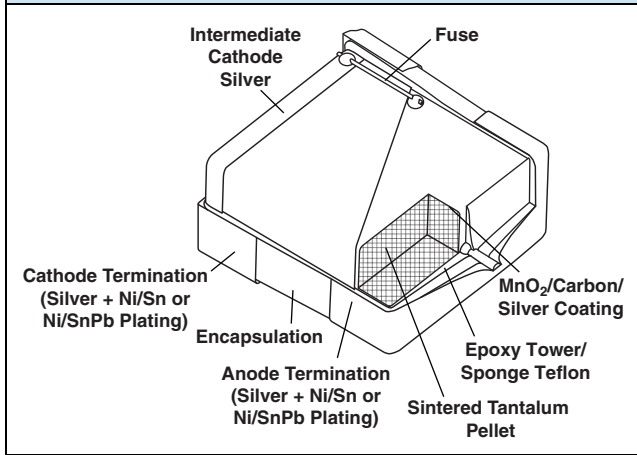 Intermediate
Cathode
Silver
Fuse
Cathode Termination
(Silver + Ni/Sn or
Ni/SnPb Plating)
Encapsulation
Anode Termination
(Silver + Ni/Sn or
Ni/SnPb Plating)
MnO₂/Carbon/
Silver Coating
Epoxy Tower/
Sponge Teflon
Sintered Tantalum
Pellet